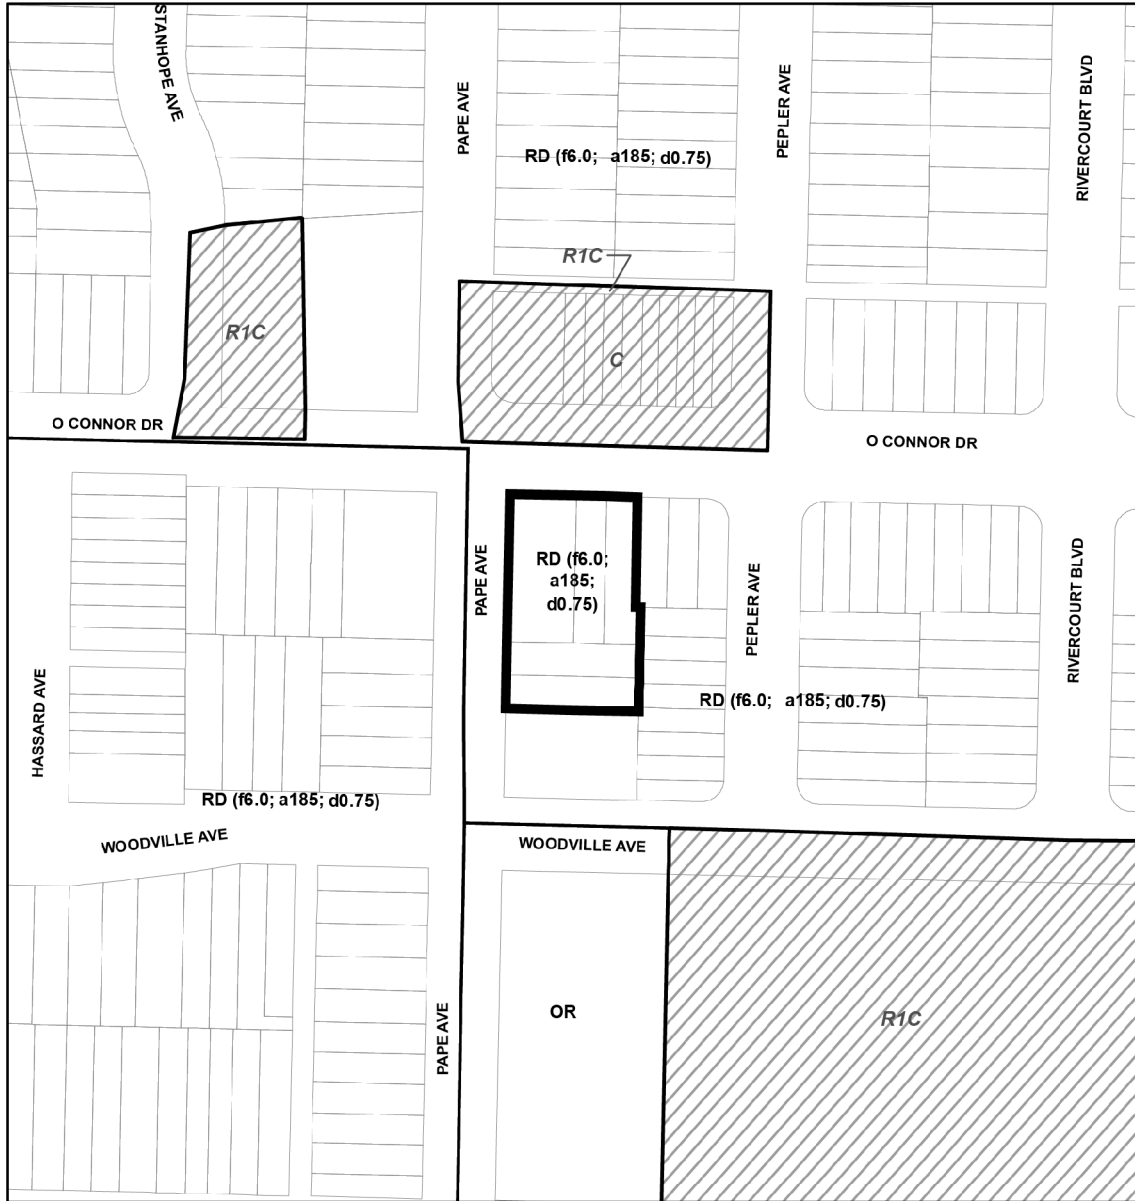 STANHOPE AVE
PAPE AVE
PEPLER AVE
RIVERCOURT BLVD
RD (f6.0; a185; d0.75)
R1C
R1C
C
O CONNOR DR
O CONNOR DR
PAPE AVE
RD (f6.0;
a185;
d0.75)
PEPLER AVE
RIVERCOURT BLVD
HASSARD AVE
RD (f6.0; a185; d0.75)
RD (f6.0; a185; d0.75)
WOODVILLE AVE
WOODVILLE AVE
OR
R1C
PAPE AVE